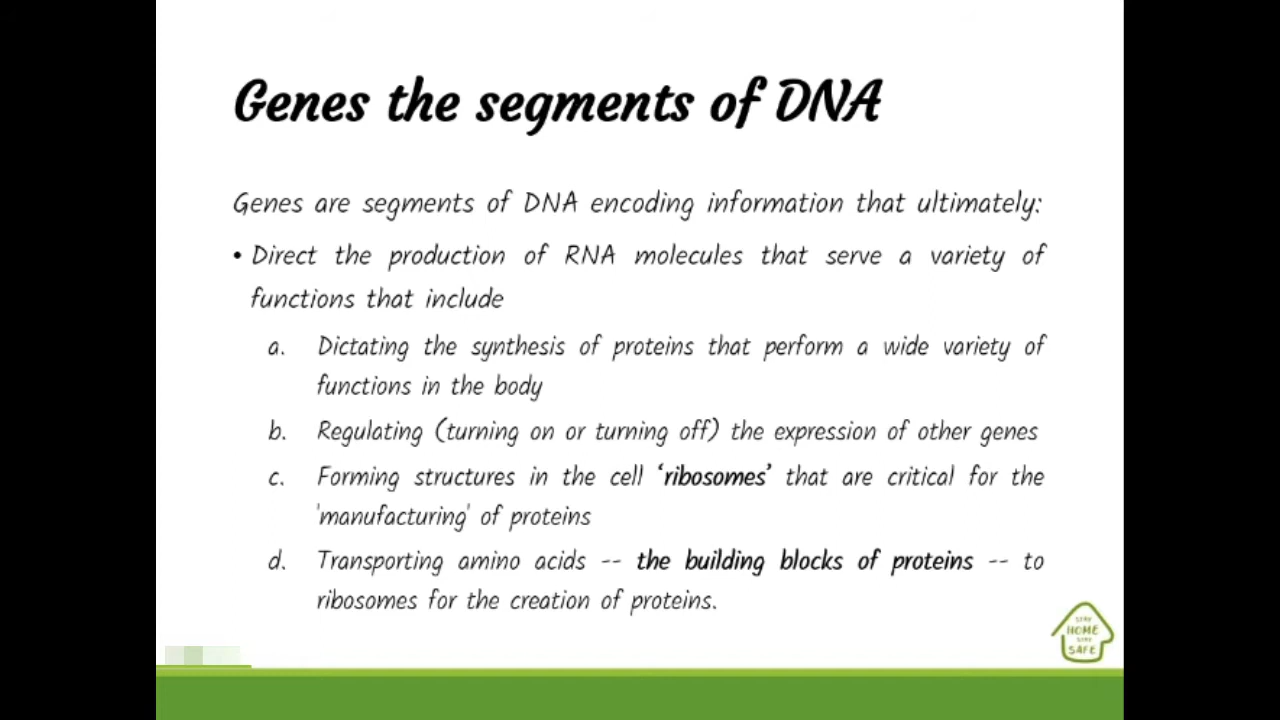 Genes the segments of DNA
Genes are segments of DNA encoding information that ultimately:
• Direct the production of RNA molecules that serve a variety of
functions that include
a. Dictating the synthesis of proteins that perform a wide variety of
functions in the body
b. Regulating (turning on or turning off) the expression of other genes
c. Forming structures in the cell ‘ribosomes’ that are critical for the
'manufacturing' of proteins
d. Transporting amino acids -- the building blocks of proteins -- to
ribosomes for the creation of proteins.
STAY
HOME
STAY
SAFE